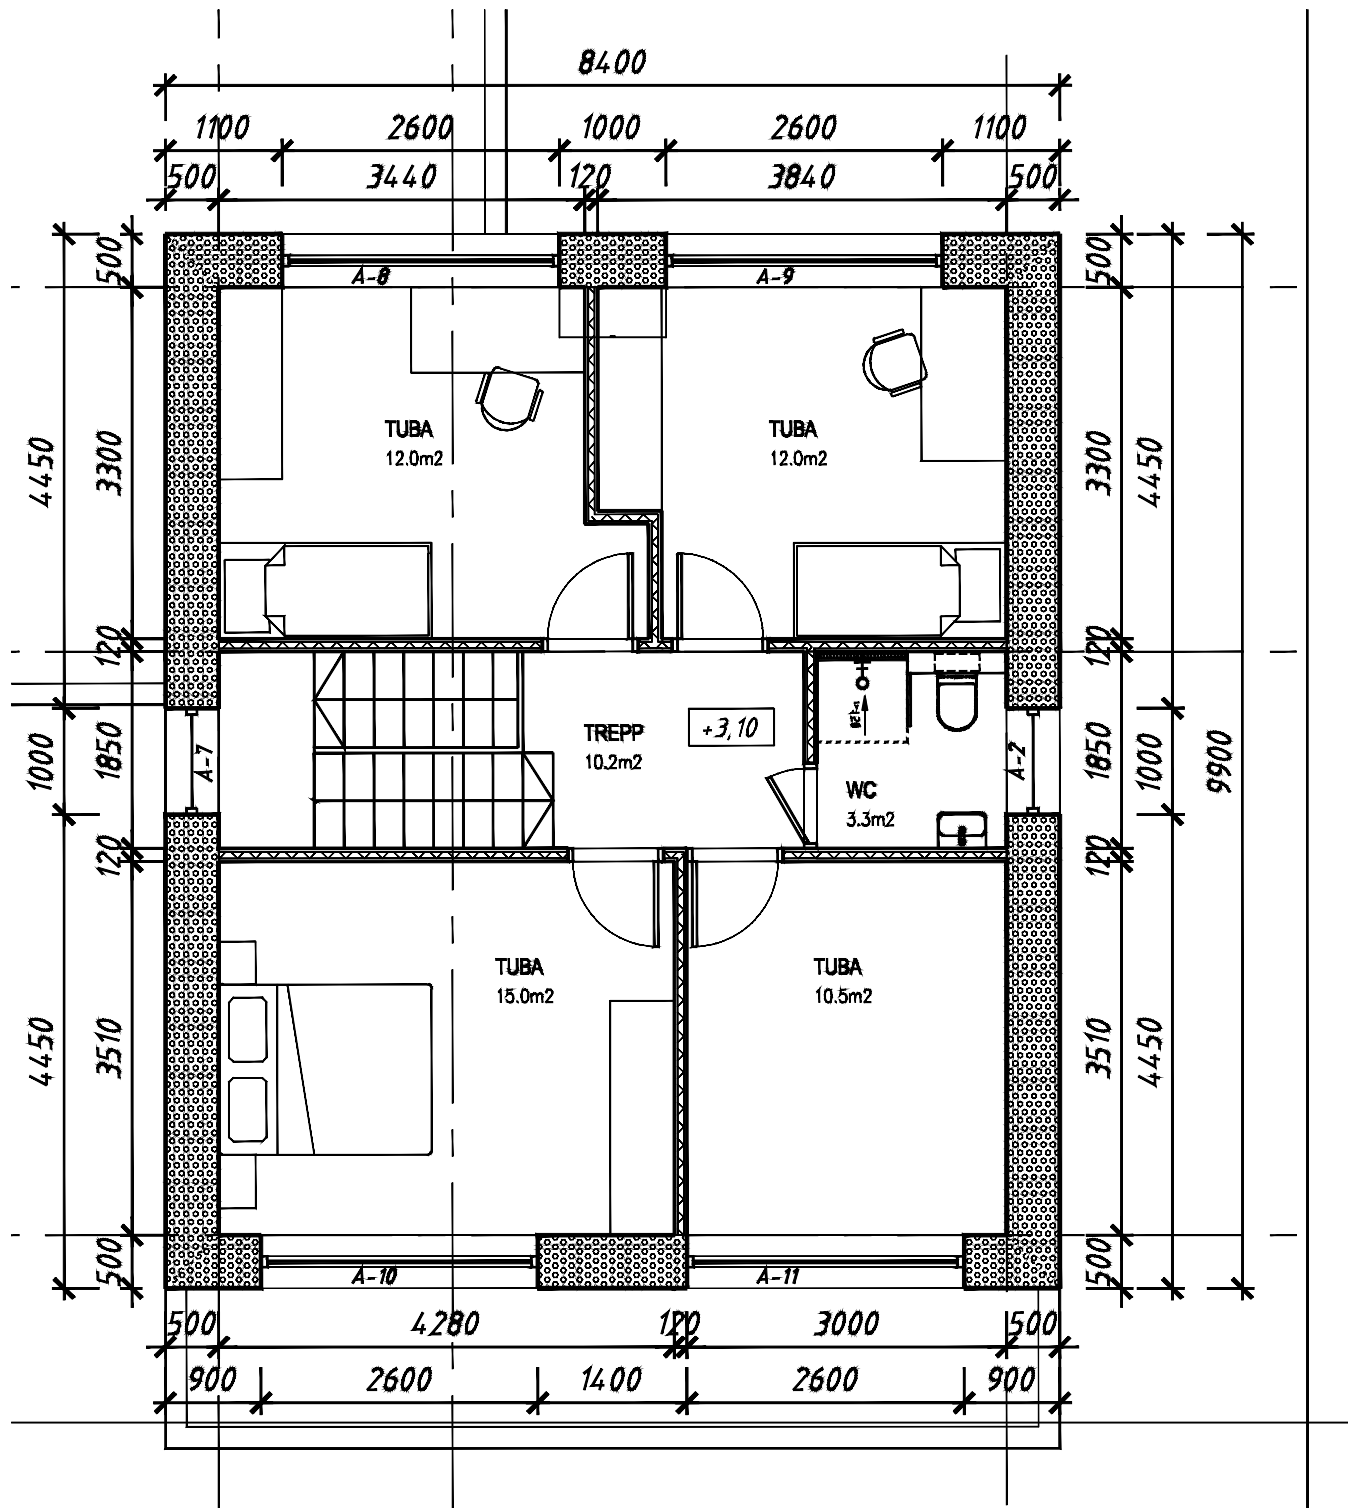 8400
1100 2600 1000 2600 1100
500 3440 120 3840 500
A-8 A-9
500 500
4450 3300 3300 4450
TUBA TUBA
12.0m2 12.0m2
120 120
1000 1850 1850 1000 9900
A-7 A-2
TREPP +3,10
10.2m2
WC
3.3m2
120 120
TUBA TUBA
15.0m2 10.5m2
4450 3510 3510 4450
500 500
A-10 A-11
500 4280 120 3000 500
900 2600 1400 2600 900